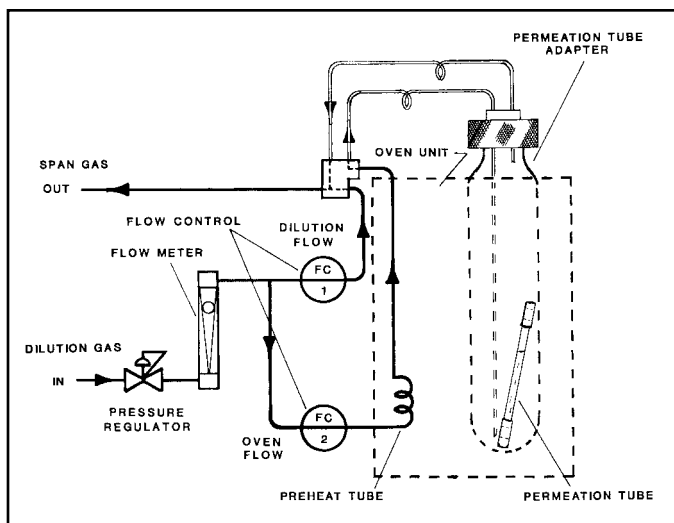 PERMEATION TUBE
ADAPTER
OVEN UNIT
SPAN GAS
OUT
FLOW CONTROL
DILUTION
FLOW
FLOW METER
FC
1
DILUTION GAS
IN
PRESSURE
REGULATOR
OVEN
FLOW
FC
2
PREHEAT TUBE
PERMEATION TUBE